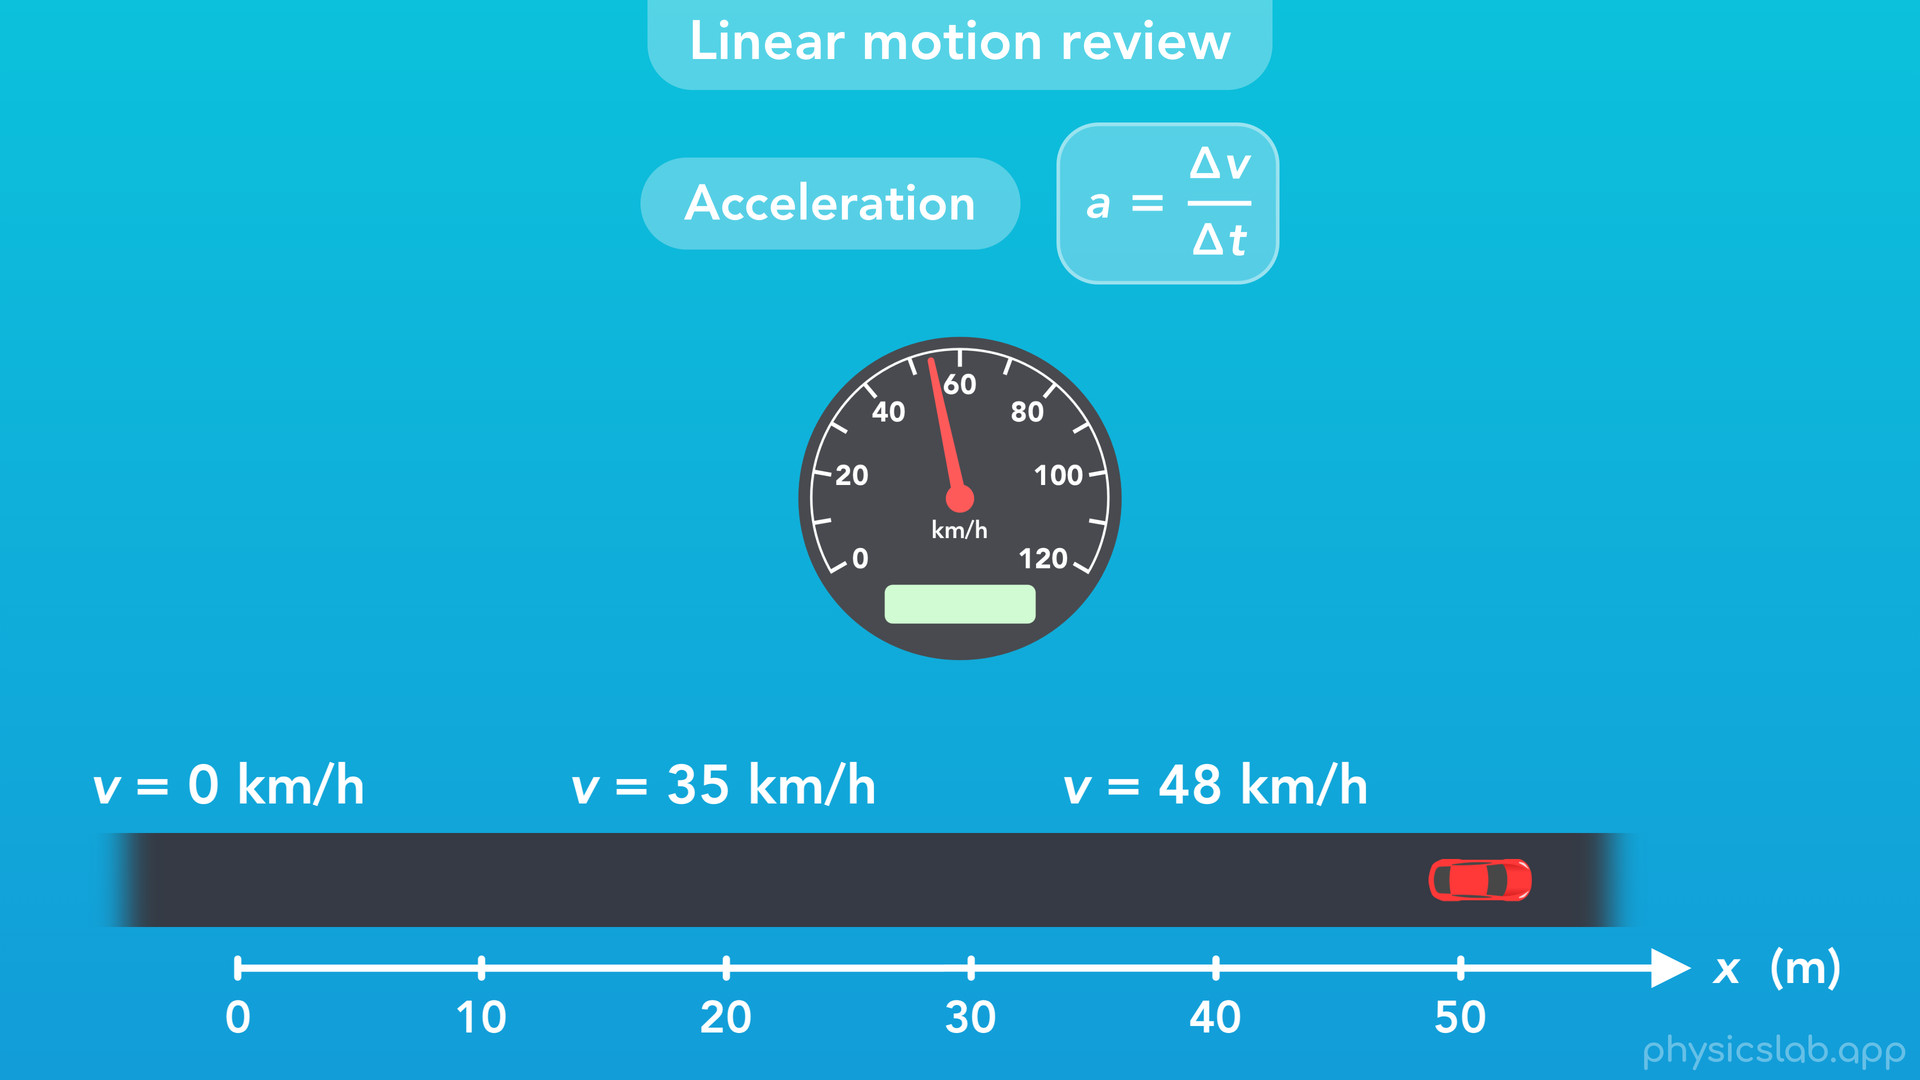 Linear motion review
Acceleration
a = Δv / Δt
60
40 80
20 100
km/h
0 120
v = 0 km/h v = 35 km/h v = 48 km/h
x (m)
0 10 20 30 40 50
physicslab.app